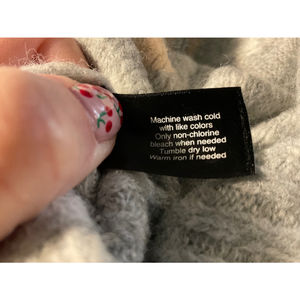 Machine wash cold
with like colors
Only non-chlorine
bleach when needed
Tumble dry low
Warm iron if needed